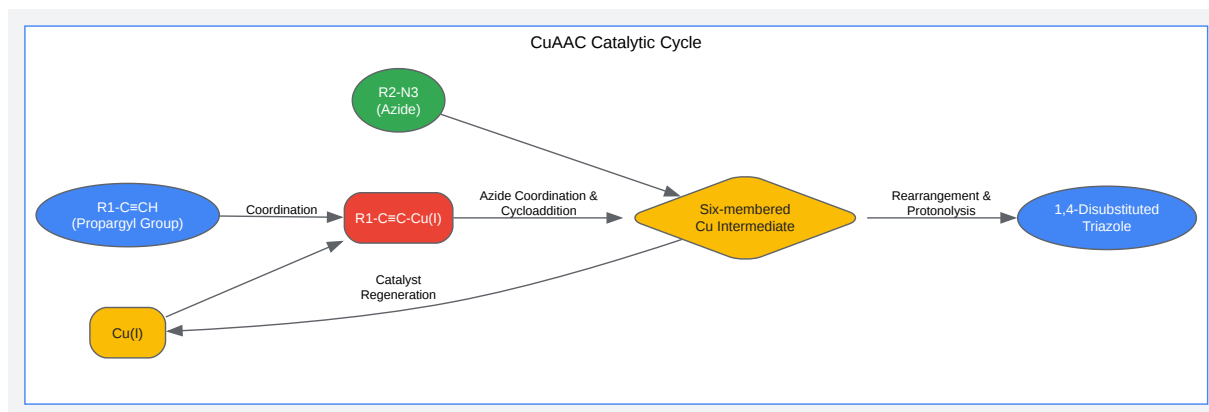 CuAAC Catalytic Cycle
R2-N3
(Azide)
R1-C≡CH
(Propargyl Group)
Coordination
R1-C≡C-Cu(I)
Azide Coordination &
Cycloaddition
Six-membered
Cu Intermediate
Rearrangement &
Protonolysis
1,4-Disubstituted
Triazole
Catalyst
Regeneration
Cu(I)